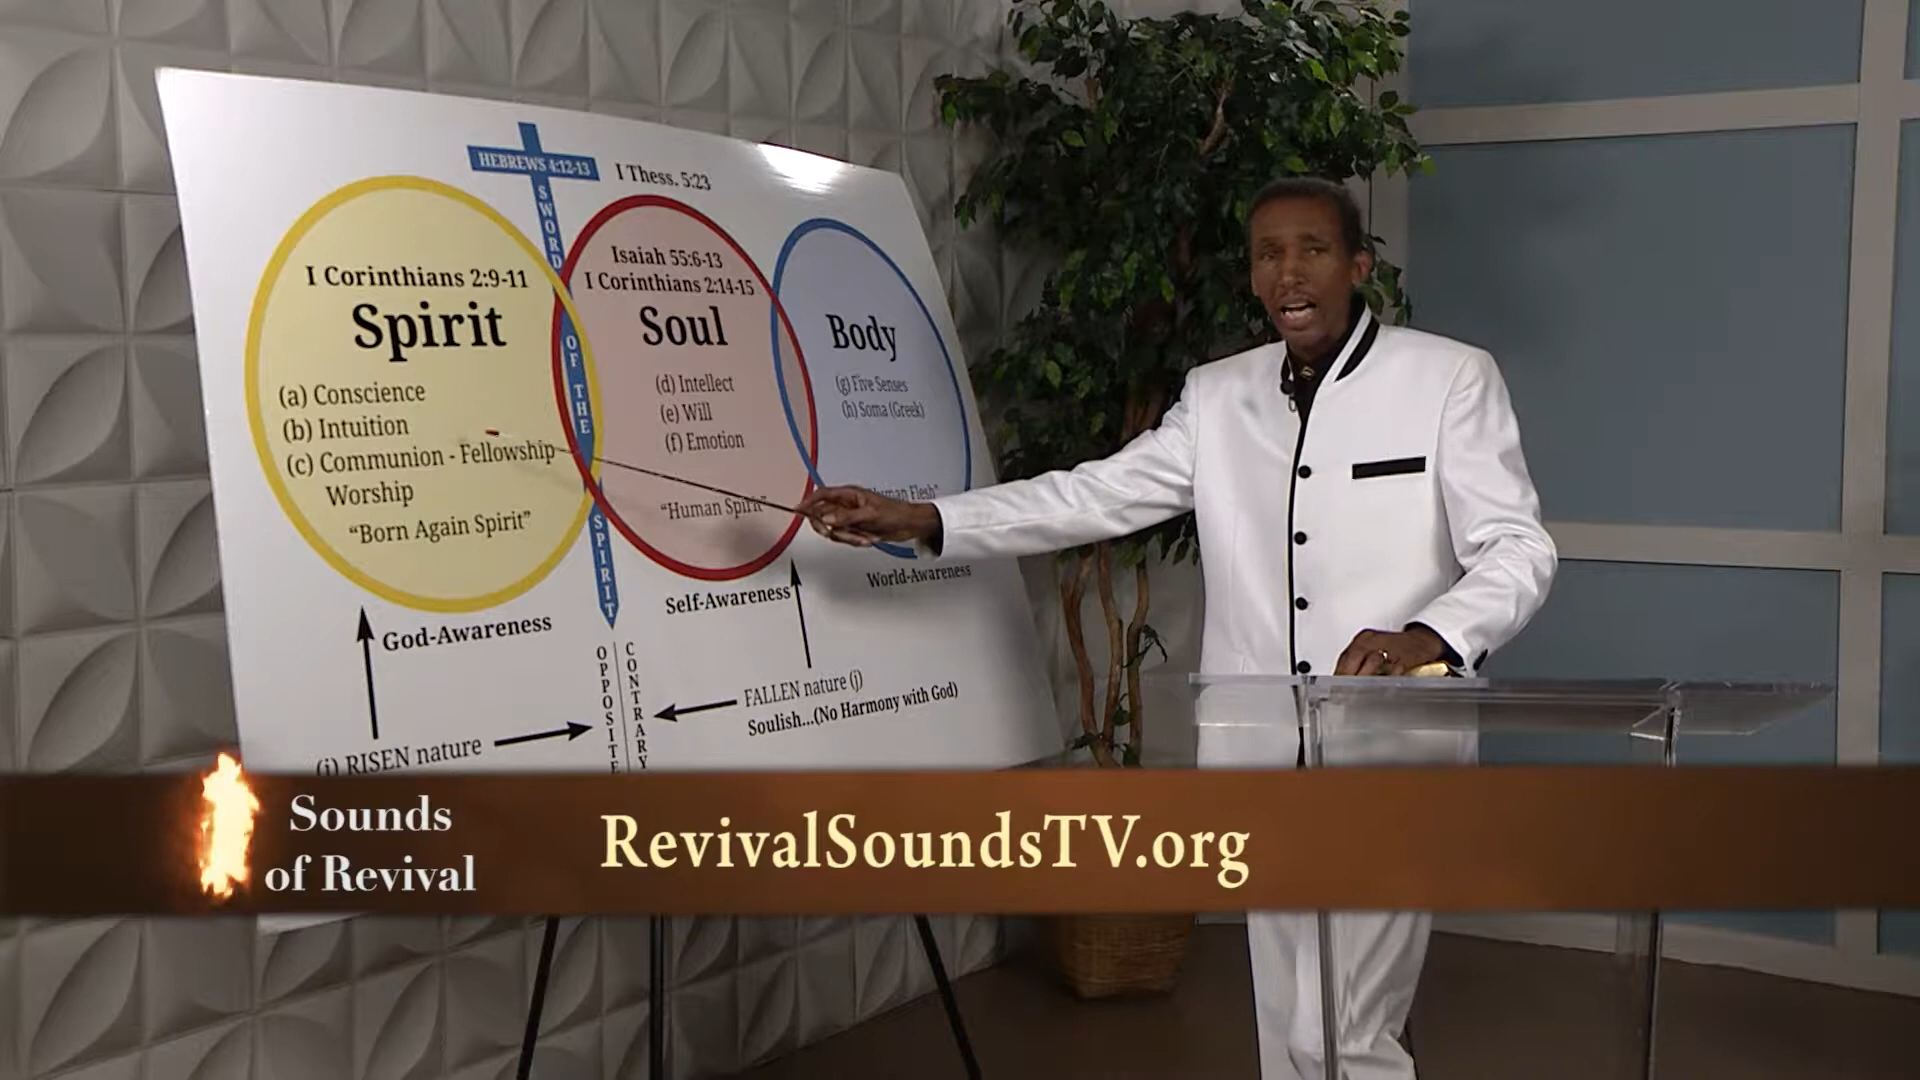 HEBREWS 4:12-13
I Thess. 5:23
SWORD OF THE SPIRIT
I Corinthians 2:9-11
Spirit
(a) Conscience
(b) Intuition
(c) Communion - Fellowship
Worship
"Born Again Spirit"
God-Awareness
(i) RISEN nature
Isaiah 55:6-13
I Corinthians 2:14-15
Soul
(d) Intellect
(e) Will
(f) Emotion
"Human Spirit"
Self-Awareness
Body
(g) Five Senses
(h) Soma (Greek)
"Human Flesh"
World-Awareness
OPPOSITE
CONTRARY
FALLEN nature (j)
Soulish...(No Harmony with God)
Sounds
of Revival
RevivalSoundsTV.org